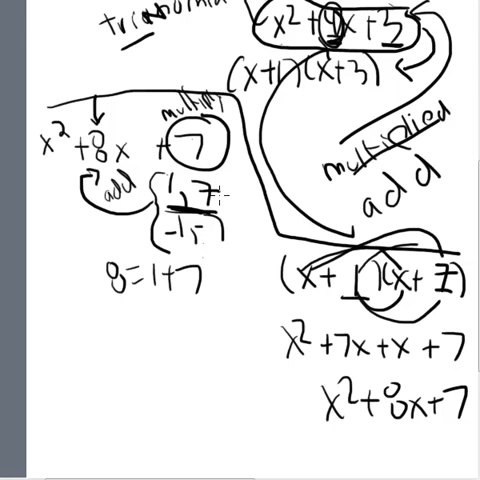 trinomial
x² + 4x + 3
(x+1)(x+3)
multiply
x² + 8x + 7
add
1, 7
-1, -7
8 = 1 + 7
multiplied
add
(x + 1)(x + 7)
x² + 7x + x + 7
x² + 8x + 7